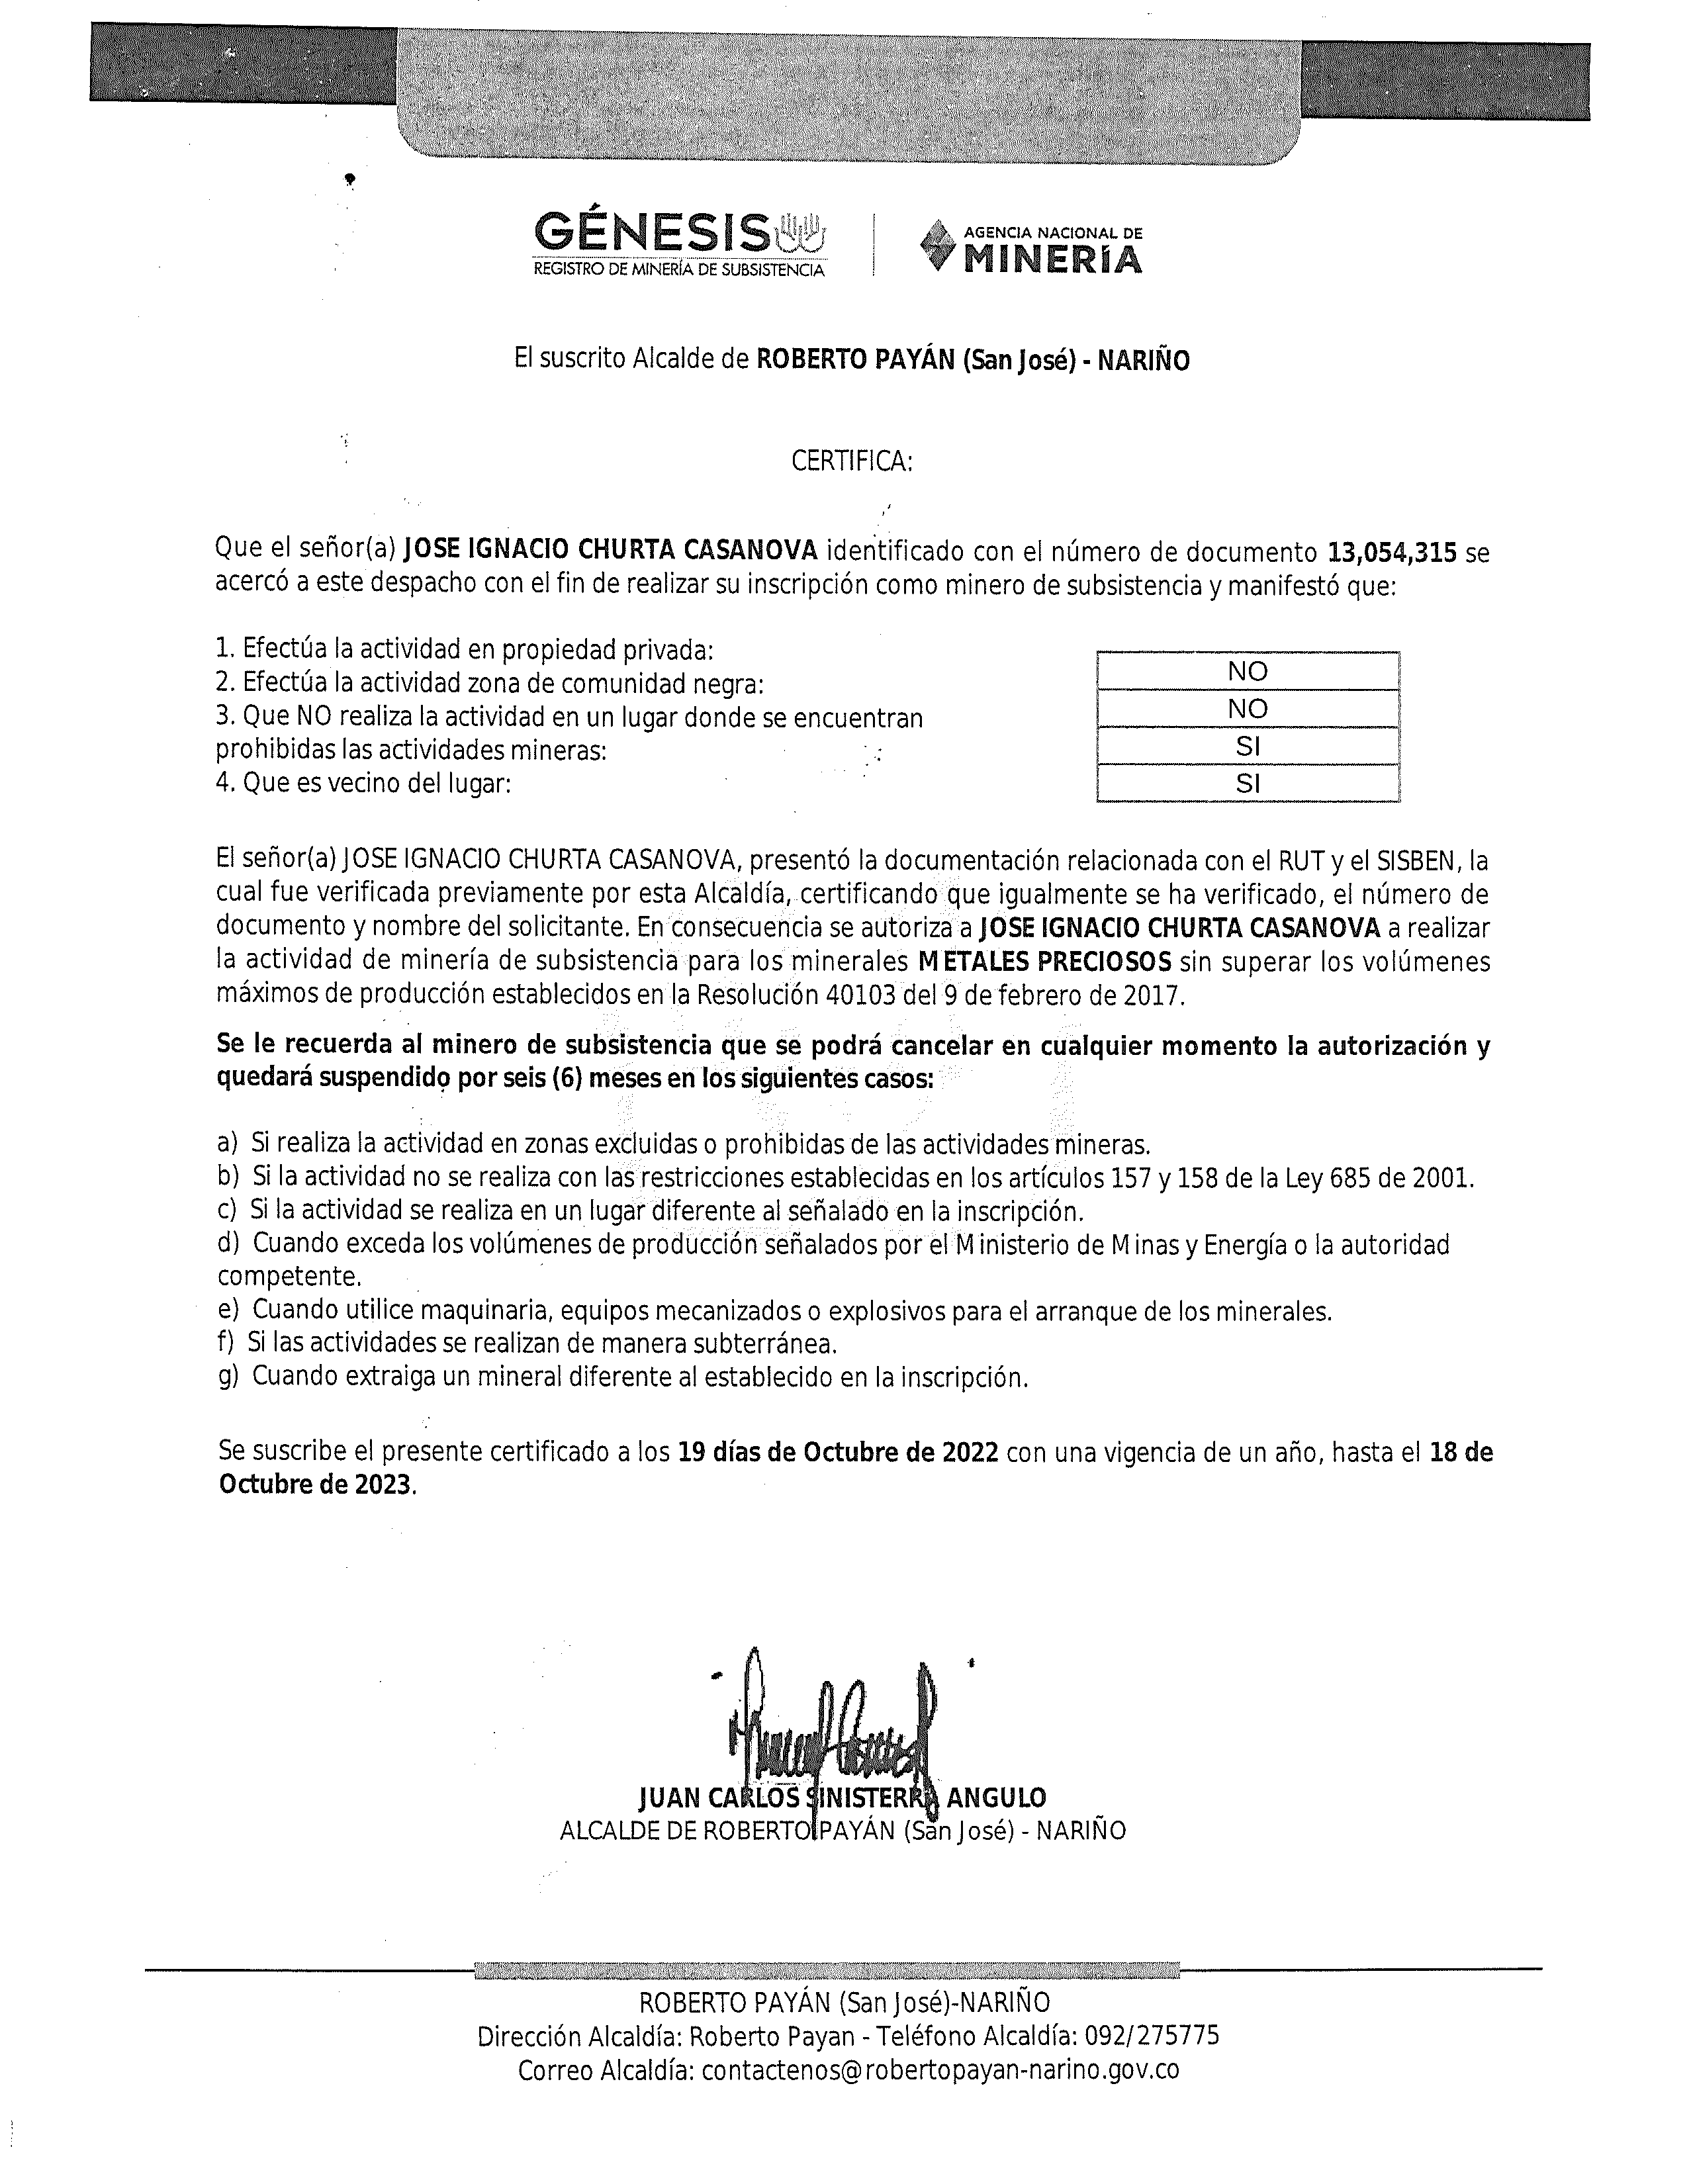 GÉNESIS
REGISTRO DE MINERÍA DE SUBSISTENCIA
AGENCIA NACIONAL DE
MINERÍA
El suscrito Alcalde de ROBERTO PAYÁN (San José) - NARIÑO
CERTIFICA:
Que el señor(a) JOSE IGNACIO CHURTA CASANOVA identificado con el número de documento 13,054,315 se
acercó a este despacho con el fin de realizar su inscripción como minero de subsistencia y manifestó que:
1. Efectúa la actividad en propiedad privada: NO
2. Efectúa la actividad zona de comunidad negra: NO
3. Que NO realiza la actividad en un lugar donde se encuentran
prohibidas las actividades mineras: SI
4. Que es vecino del lugar: SI
El señor(a) JOSE IGNACIO CHURTA CASANOVA, presentó la documentación relacionada con el RUT y el SISBEN, la
cual fue verificada previamente por esta Alcaldía, certificando que igualmente se ha verificado, el número de
documento y nombre del solicitante. En consecuencia se autoriza a JOSE IGNACIO CHURTA CASANOVA a realizar
la actividad de minería de subsistencia para los minerales METALES PRECIOSOS sin superar los volúmenes
máximos de producción establecidos en la Resolución 40103 del 9 de febrero de 2017.
Se le recuerda al minero de subsistencia que se podrá cancelar en cualquier momento la autorización y
quedará suspendido por seis (6) meses en los siguientes casos:
a) Si realiza la actividad en zonas excluidas o prohibidas de las actividades mineras.
b) Si la actividad no se realiza con las restricciones establecidas en los artículos 157 y 158 de la Ley 685 de 2001.
c) Si la actividad se realiza en un lugar diferente al señalado en la inscripción.
d) Cuando exceda los volúmenes de producción señalados por el Ministerio de Minas y Energía o la autoridad
competente.
e) Cuando utilice maquinaria, equipos mecanizados o explosivos para el arranque de los minerales.
f) Si las actividades se realizan de manera subterránea.
g) Cuando extraiga un mineral diferente al establecido en la inscripción.
Se suscribe el presente certificado a los 19 días de Octubre de 2022 con una vigencia de un año, hasta el 18 de
Octubre de 2023.
JUAN CARLOS SINISTERRA ANGULO
ALCALDE DE ROBERTO PAYÁN (San José) - NARIÑO
ROBERTO PAYÁN (San José)-NARIÑO
Dirección Alcaldía: Roberto Payan - Teléfono Alcaldía: 092/275775
Correo Alcaldía: contactenos@robertopayan-narino.gov.co